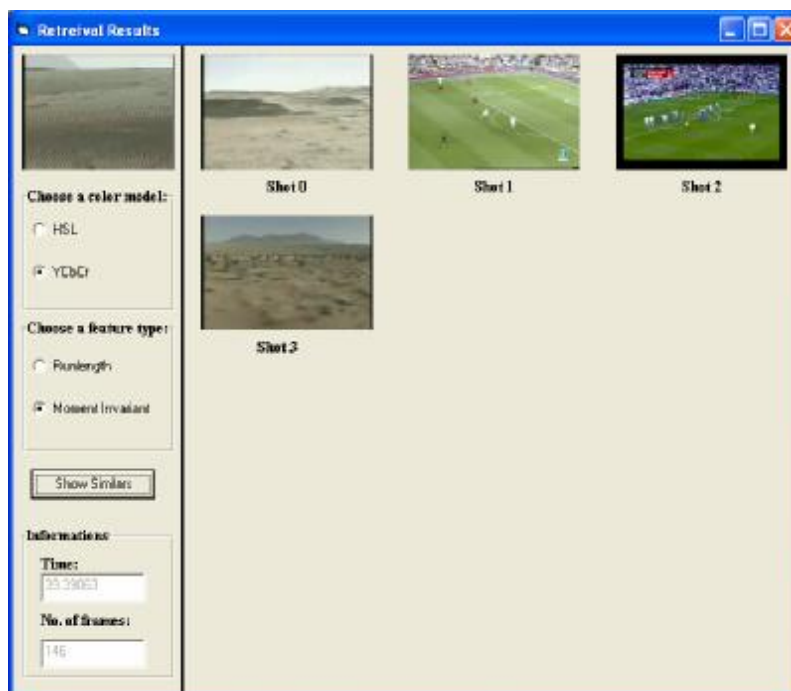 Retreival Results
Shot 0
Shot 1
Shot 2
Choose a color model:
HSL
YCbCr
Shot 3
Choose a feature type:
Runlength
Moment Invariant
Show Similars
Informations
Time:
No. of frames:
146